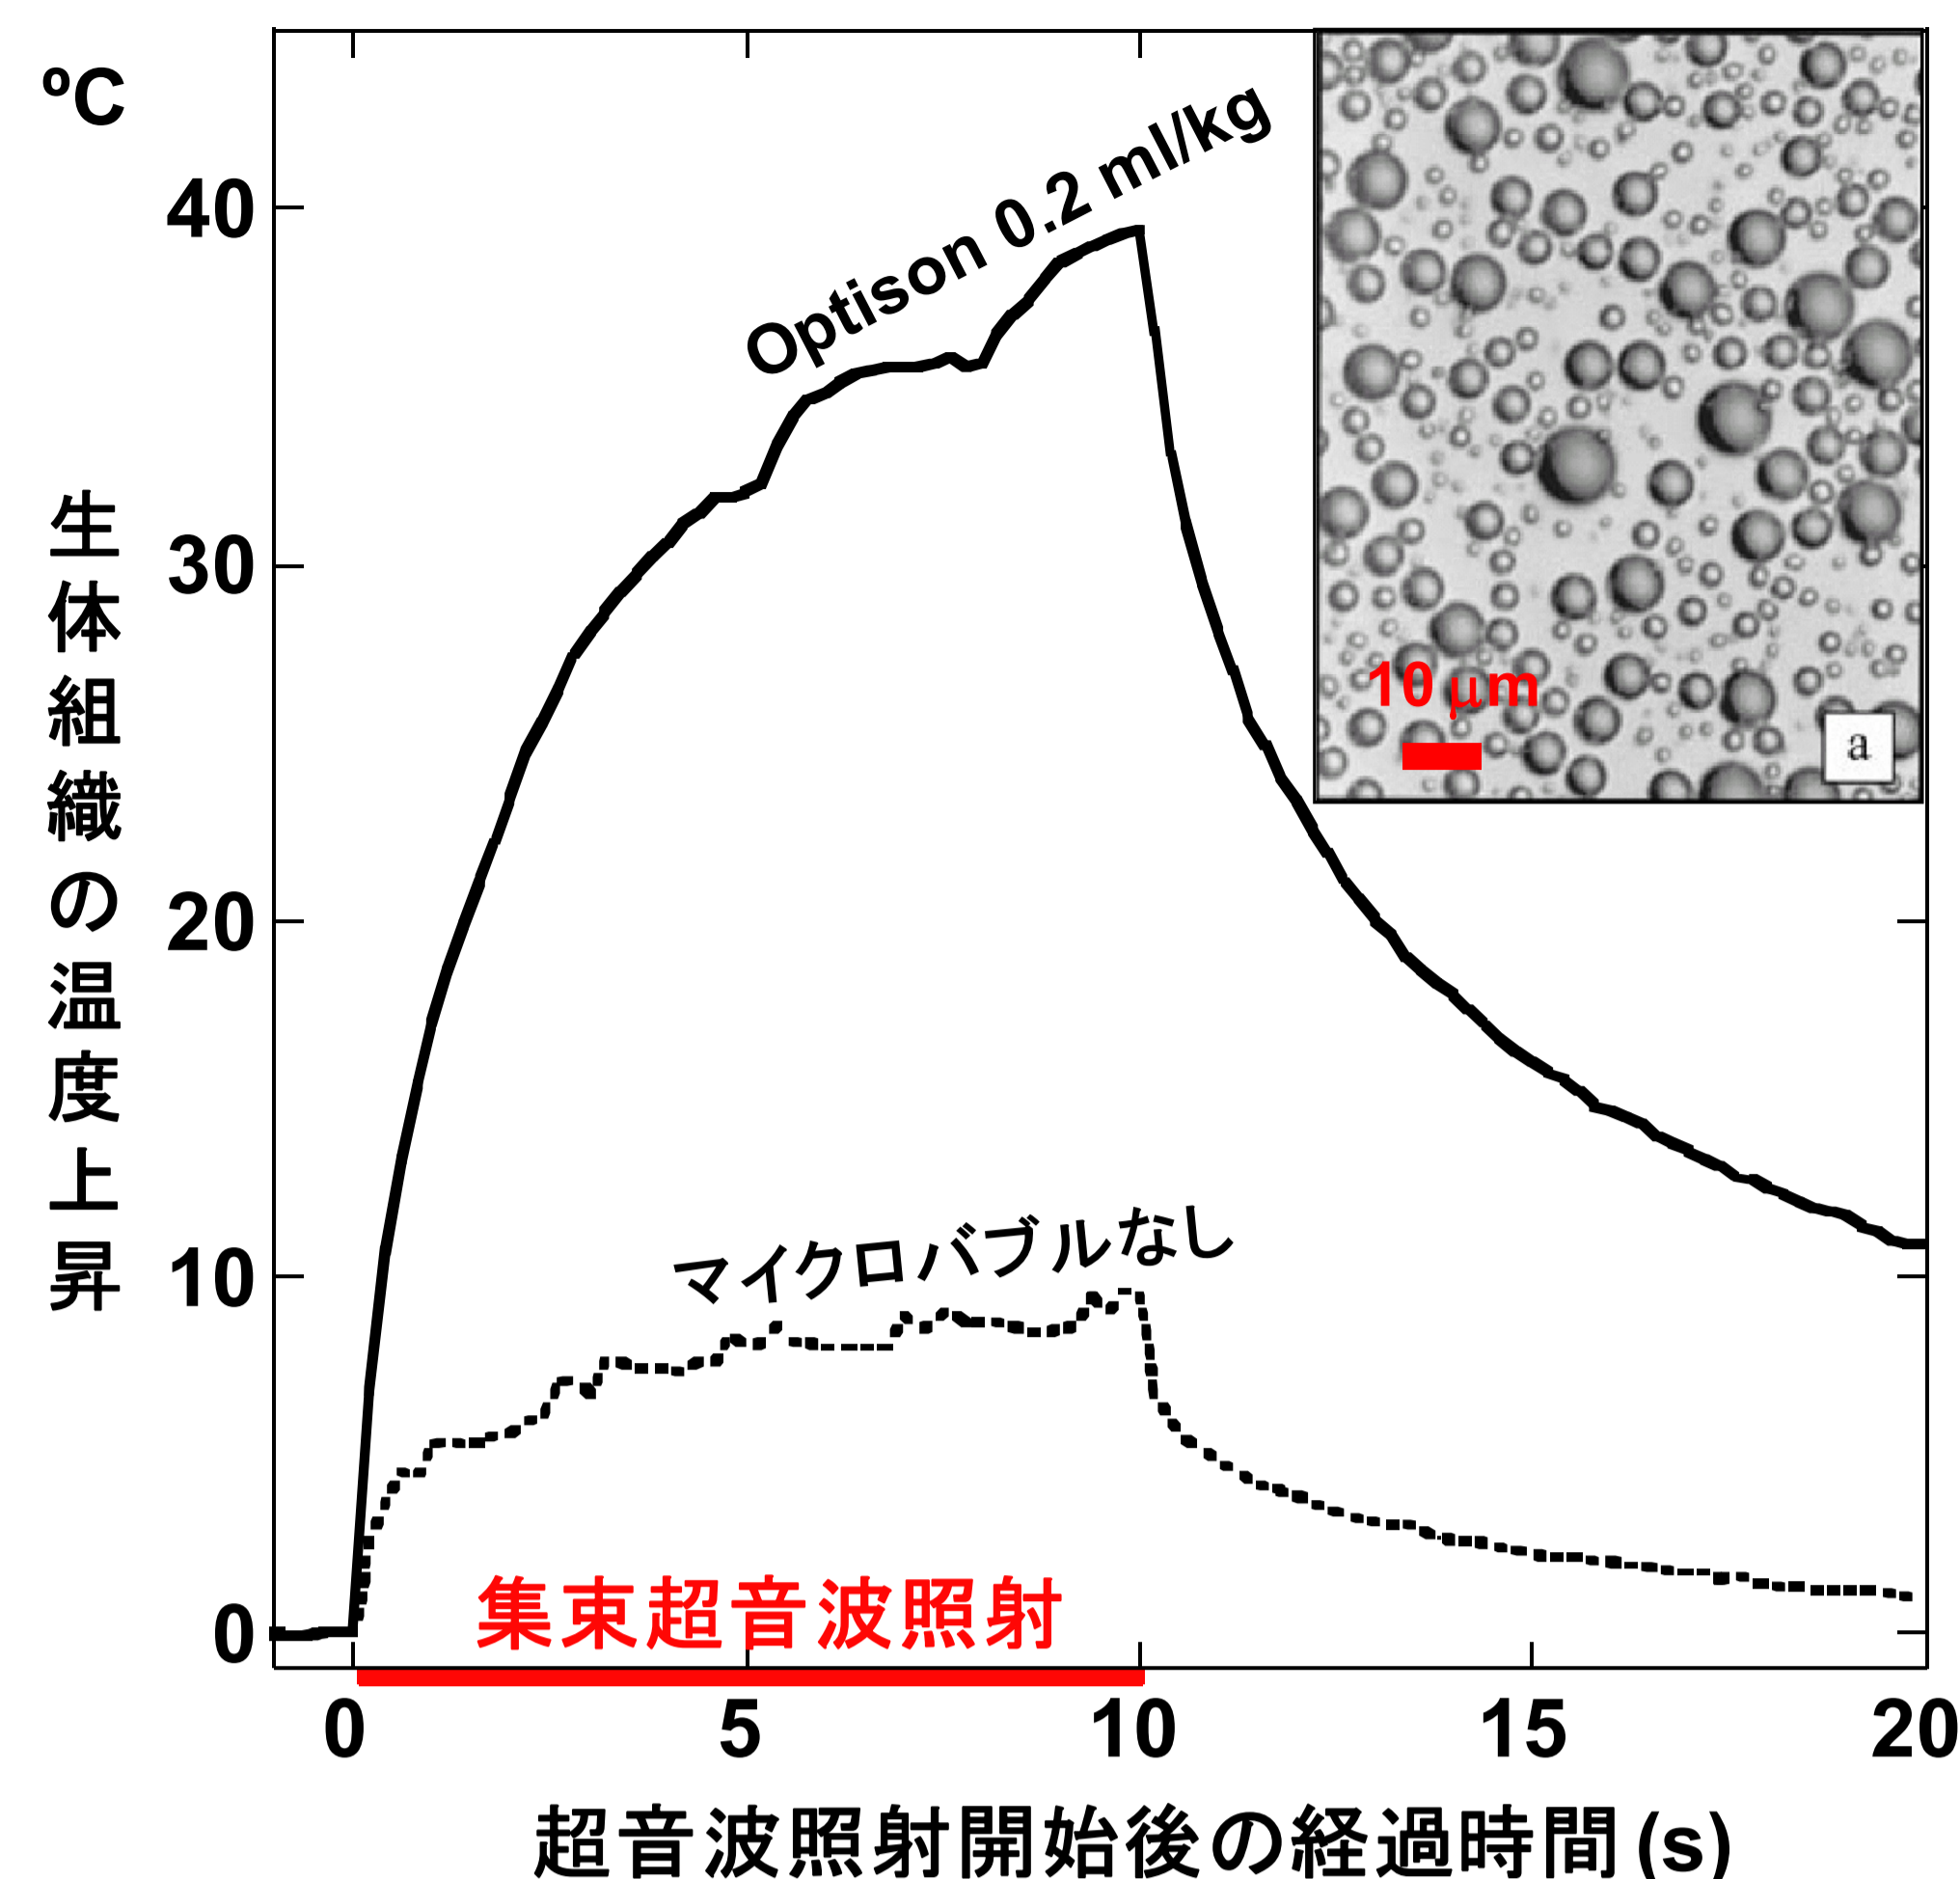 ºC
40
30
20
10
0
生体組織の温度上昇
Optison 0.2 ml/kg
マイクロバブルなし
集束超音波照射
10 μm
a
0 5 10 15 20
超音波照射開始後の経過時間 (s)